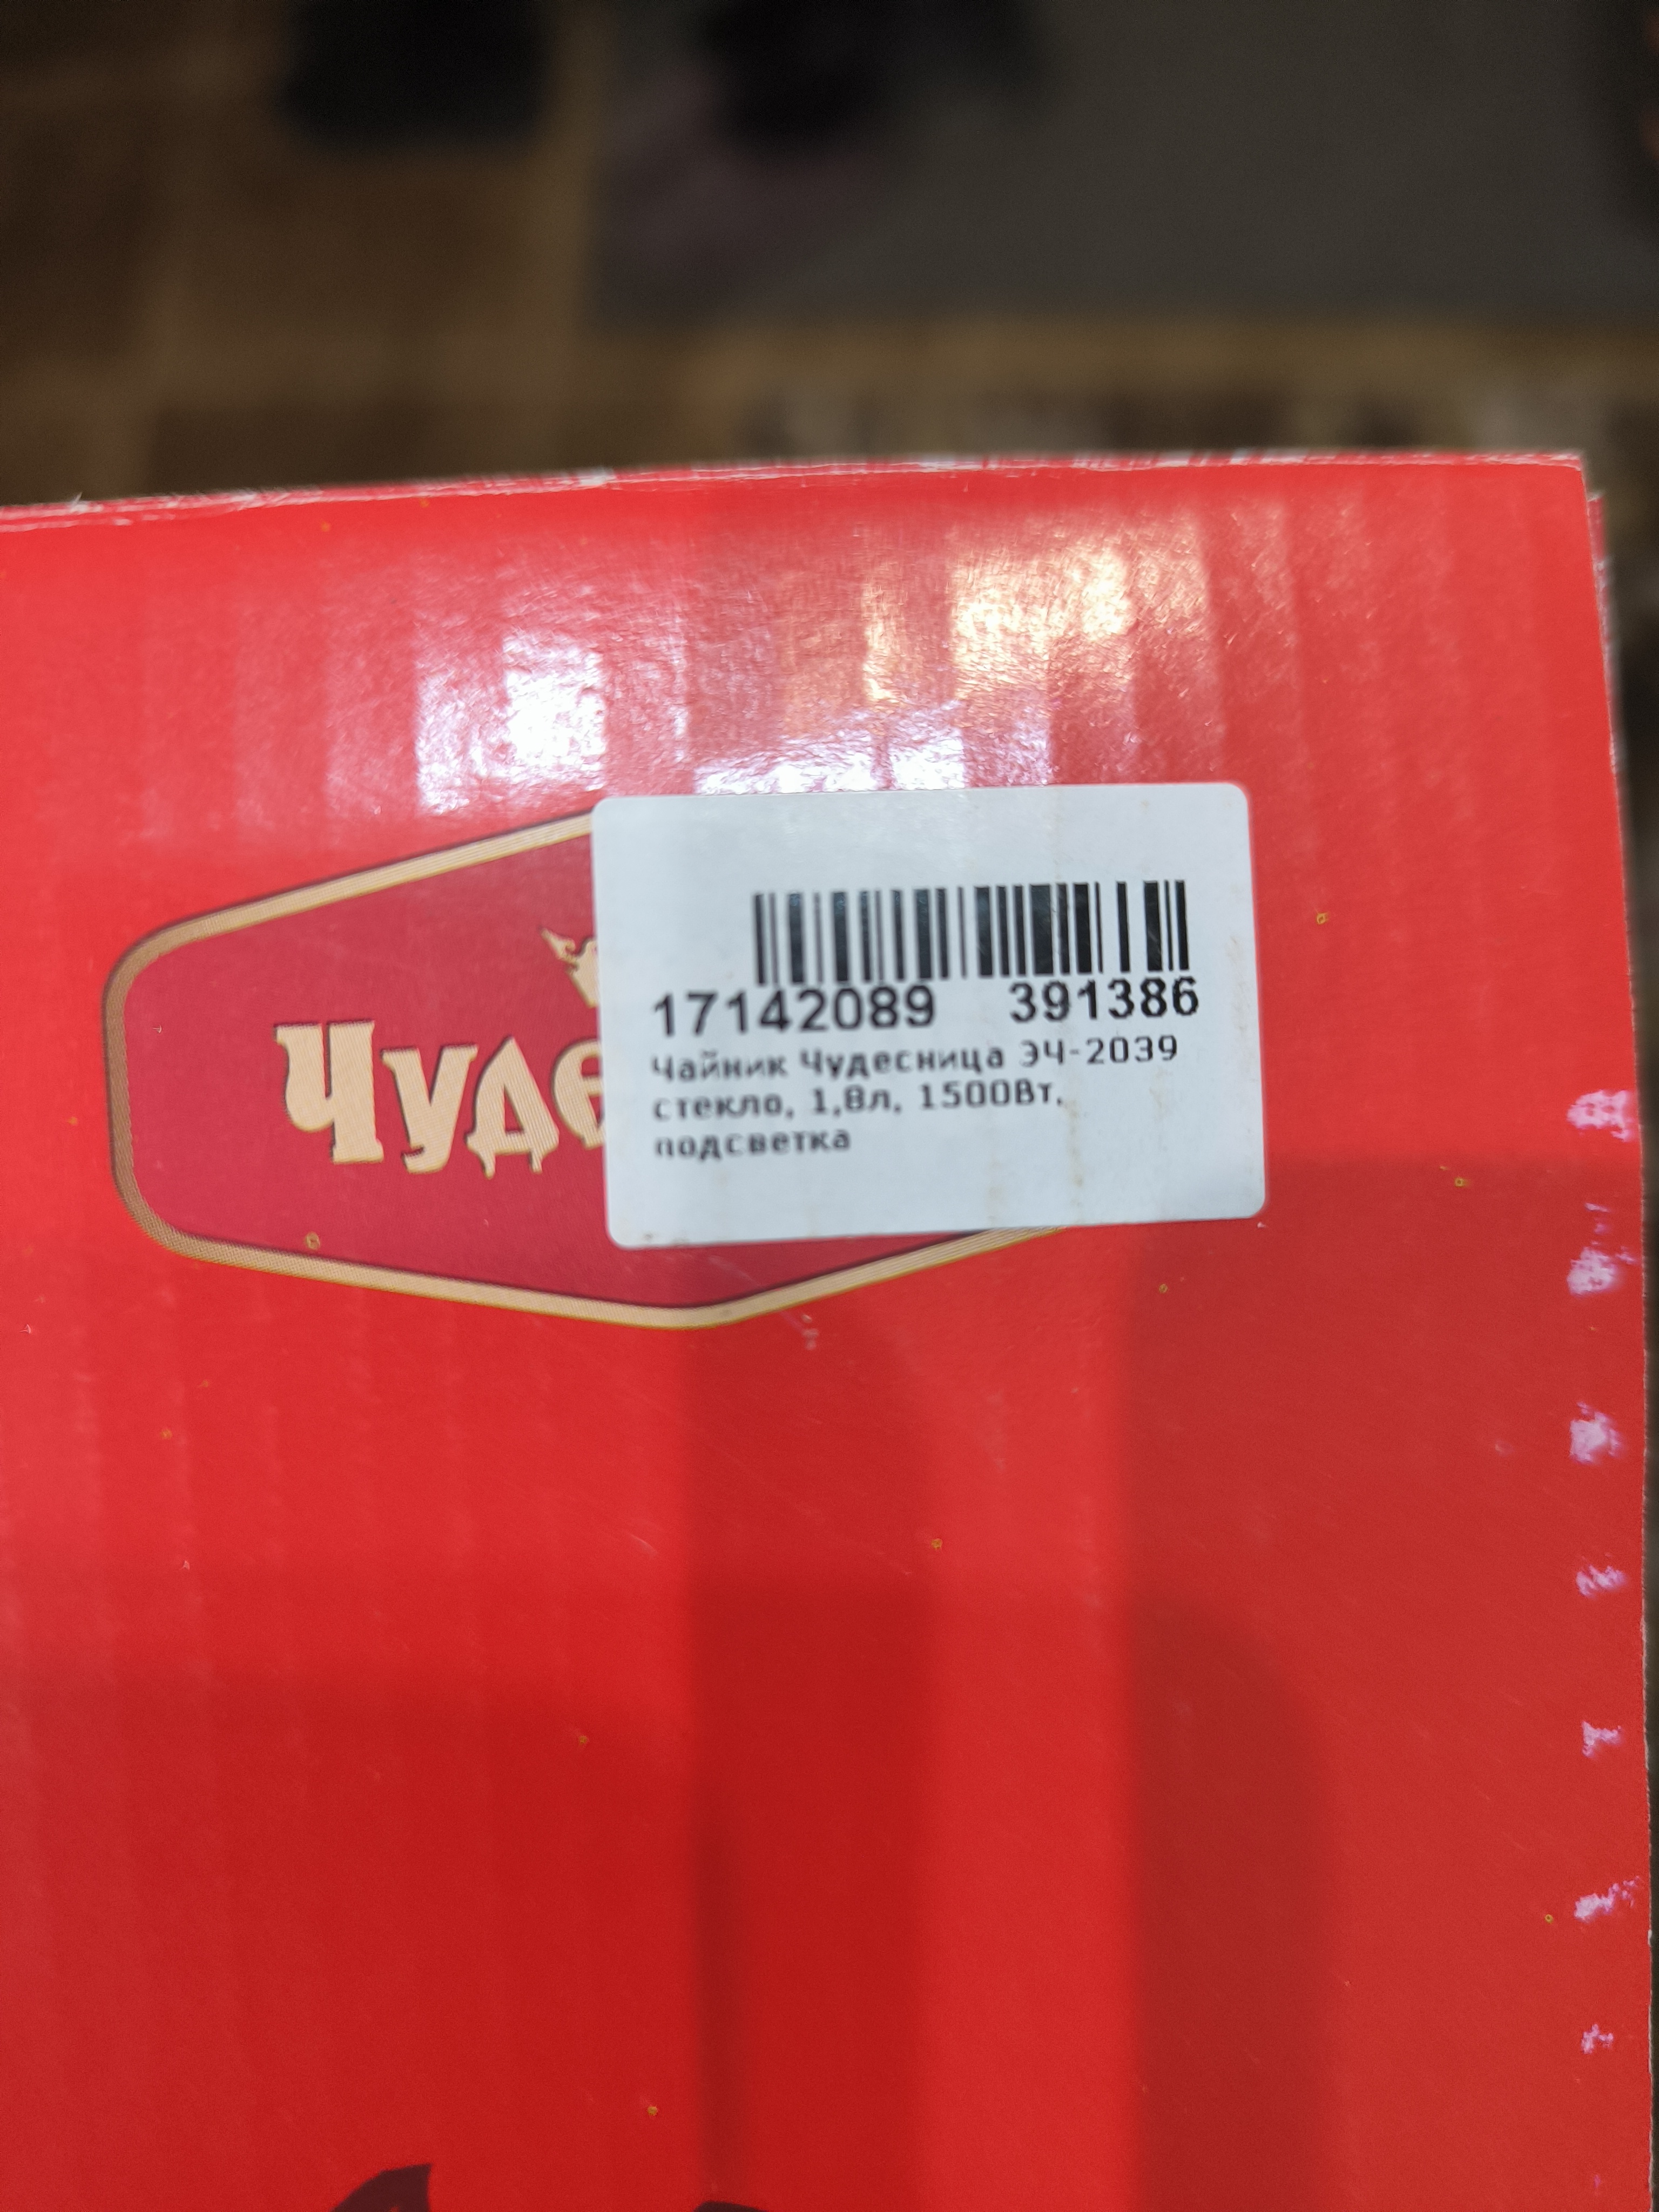 Чуде
17142089 391386
Чайник Чудесница ЭЧ-2039
стекло, 1,8л, 1500Вт,
подсветка